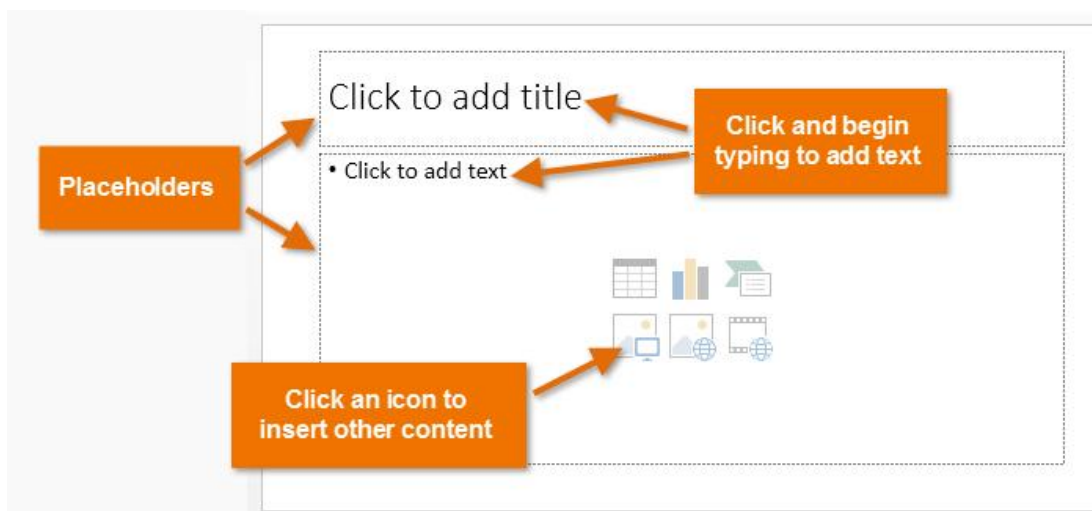 Click to add title
Click and begin
typing to add text
• Click to add text
Placeholders
Click an icon to
insert other content